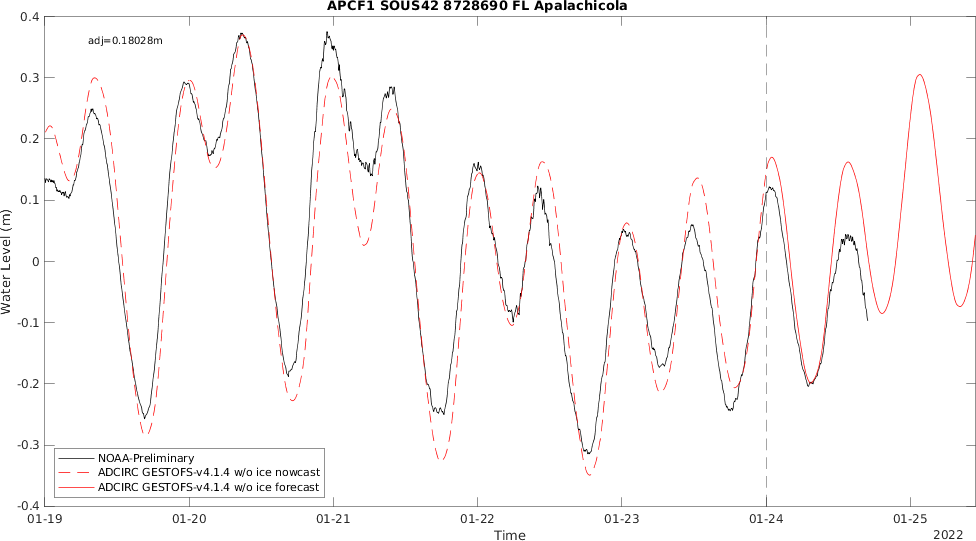 APCF1 SOUS42 8728690 FL Apalachicola
adj=0.18028m
0.4
0.3
0.2
0.1
0
-0.1
-0.2
-0.3
-0.4
Water Level (m)
NOAA-Preliminary
ADCIRC GESTOFS-v4.1.4 w/o ice nowcast
ADCIRC GESTOFS-v4.1.4 w/o ice forecast
01-19 01-20 01-21 01-22 01-23 01-24 01-25
Time
2022